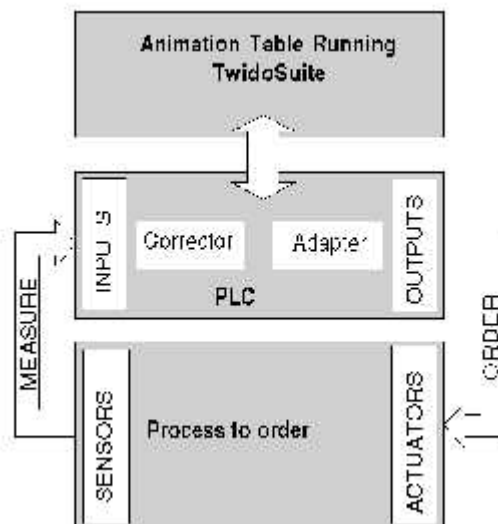 Animation Table Running
TwidoSuite
INPUTS
Corrector
Adapter
OUTPUTS
PLC
MEASURE
ORDER
SENSORS
Process to order
ACTUATORS